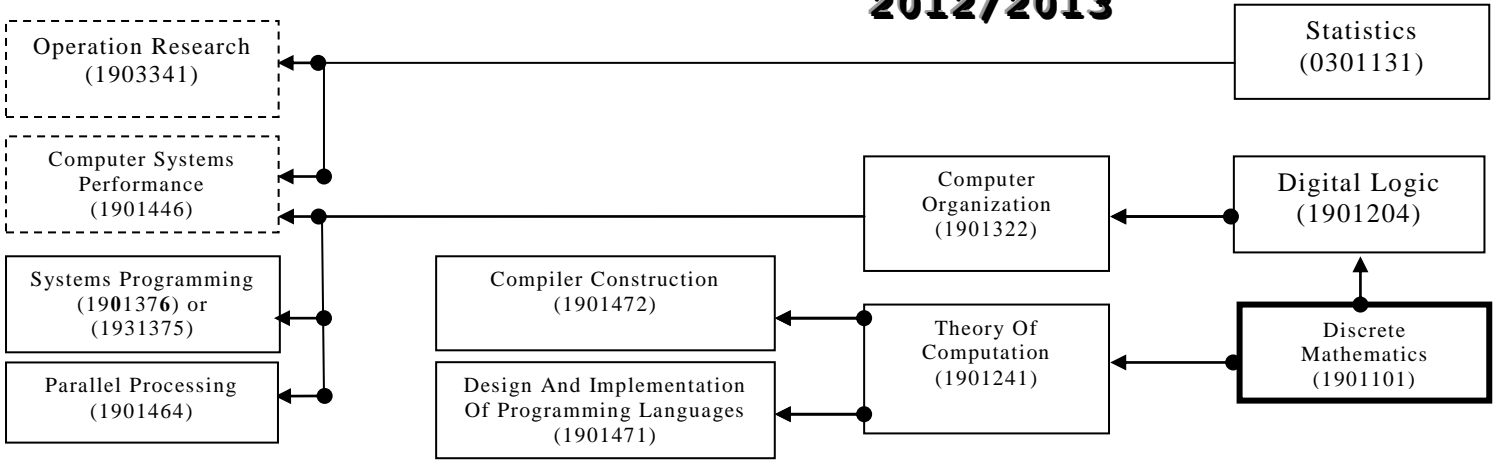 2012/2013
Operation Research
(1903341)
Statistics
(0301131)
Computer Systems
Performance
(1901446)
Computer
Organization
(1901322)
Digital Logic
(1901204)
Systems Programming
(1901376) or
(1931375)
Compiler Construction
(1901472)
Theory Of
Computation
(1901241)
Discrete
Mathematics
(1901101)
Parallel Processing
(1901464)
Design And Implementation
Of Programming Languages
(1901471)